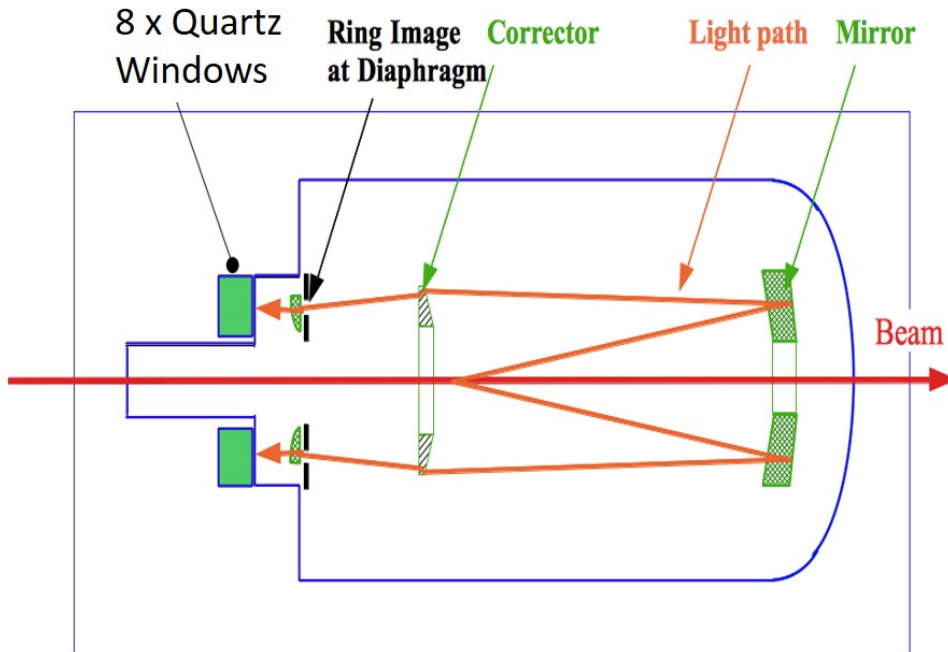 8 x Quartz
Windows
Ring Image
at Diaphragm
Corrector
Light path
Mirror
Beam